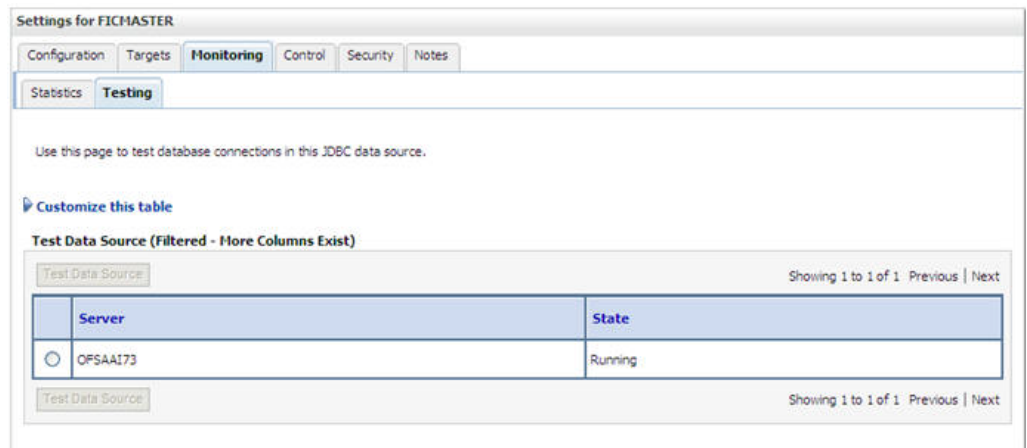 Settings for FICMASTER
Configuration Targets Monitoring Control Security Notes
Statistics Testing
Use this page to test database connections in this JDBC data source.
Customize this table
Test Data Source (Filtered - More Columns Exist)
Test Data Source Showing 1 to 1 of 1 Previous | Next
Server State
OFSAAI73 Running
Test Data Source Showing 1 to 1 of 1 Previous | Next